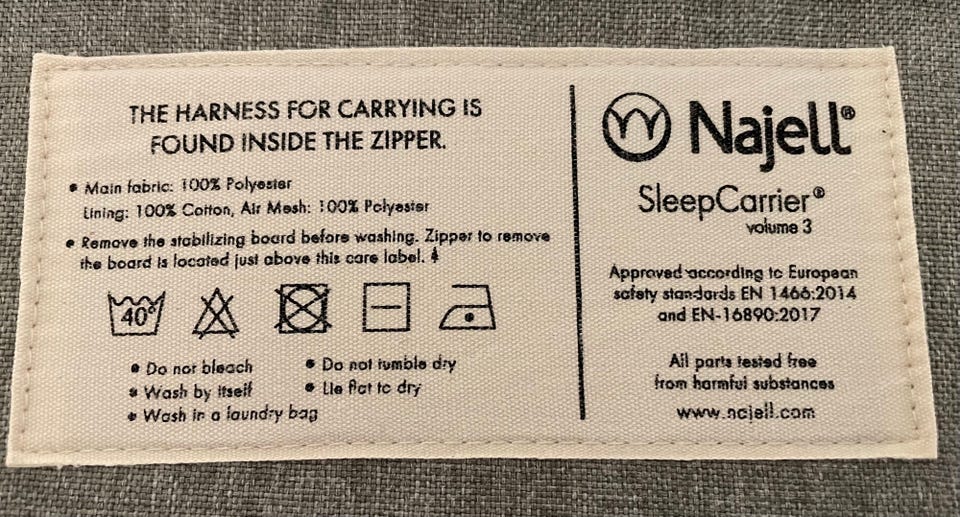 THE HARNESS FOR CARRYING IS
FOUND INSIDE THE ZIPPER.
• Main fabric: 100% Polyester
Lining: 100% Cotton, Air Mesh: 100% Polyester
• Remove the stabilizing board before washing. Zipper to remove
the board is located just above this care label.
40°
• Do not bleach
• Wash by itself
• Wash in a laundry bag
• Do not tumble dry
• Lie flat to dry
Najell®
SleepCarrier®
volume 3
Approved according to European
safety standards EN 1466:2014
and EN-16890:2017
All parts tested free
from harmful substances
www.najell.com